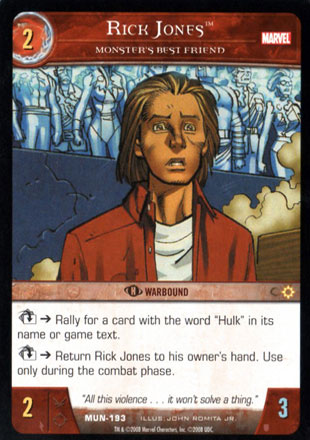 2
RICK JONES™
MARVEL
MONSTER'S BEST FRIEND
WARBOUND
→ Rally for a card with the word “Hulk” in its
name or game text.
→ Return Rick Jones to his owner's hand. Use
only during the combat phase.
"All this violence . . . it won't solve a thing."
2
MUN-193 ILLUS: JOHN ROMITA JR.
3
TM & ©2008 Marvel Characters, Inc. ©2008 UDC.